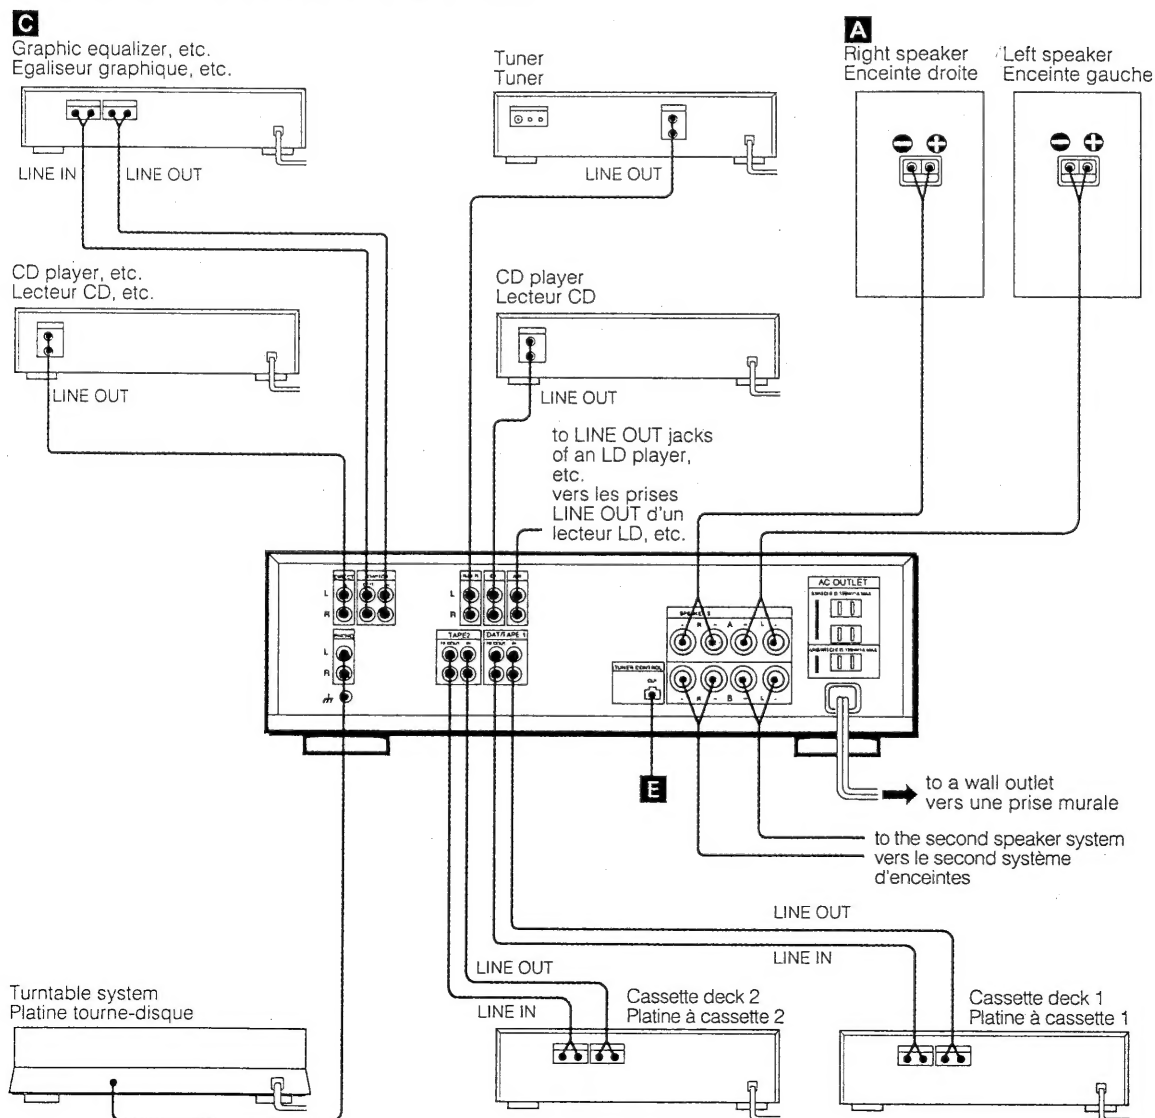 C
Graphic equalizer, etc.
Egaliseur graphique, etc.
LINE IN
LINE OUT
Tuner
Tuner
LINE OUT
A
Right speaker
Enceinte droite
Left speaker
Enceinte gauche
CD player, etc.
Lecteur CD, etc.
LINE OUT
CD player
Lecteur CD
LINE OUT
to LINE OUT jacks
of an LD player,
etc.
vers les prises
LINE OUT d'un
lecteur LD, etc.
L
R
PHONO
L
R
L
R
TAPE2
DAT/TAPE 1
R A L
R B L
TUNER CONTROL
AC OUTLET
E
to a wall outlet
vers une prise murale
to the second speaker system
vers le second système
d'enceintes
LINE OUT
LINE IN
LINE OUT
LINE IN
Turntable system
Platine tourne-disque
Cassette deck 2
Platine à cassette 2
Cassette deck 1
Platine à cassette 1